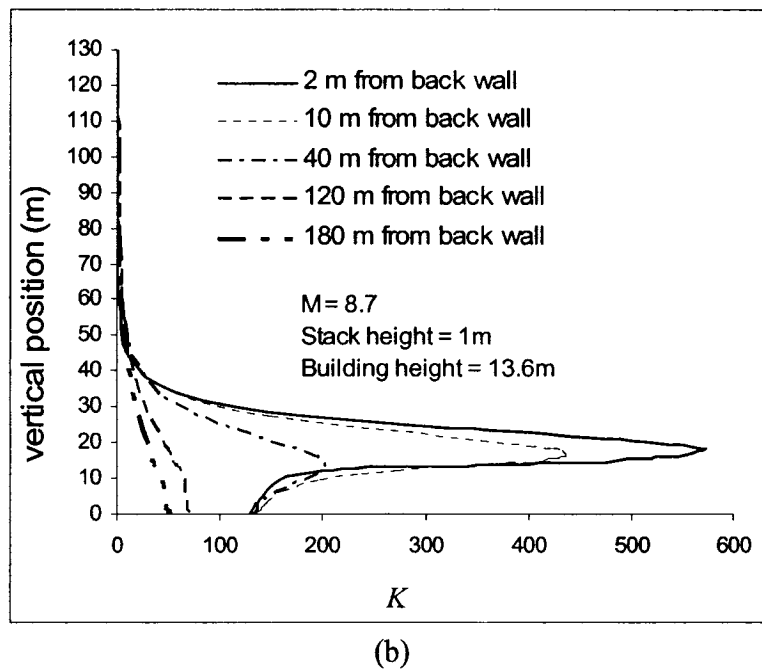 130
120
110
100
90
80
70
60
50
40
30
20
10
0
vertical position (m)
2 m from back wall
10 m from back wall
40 m from back wall
120 m from back wall
180 m from back wall
M = 8.7
Stack height = 1m
Building height = 13.6m
0 100 200 300 400 500 600
K
(b)